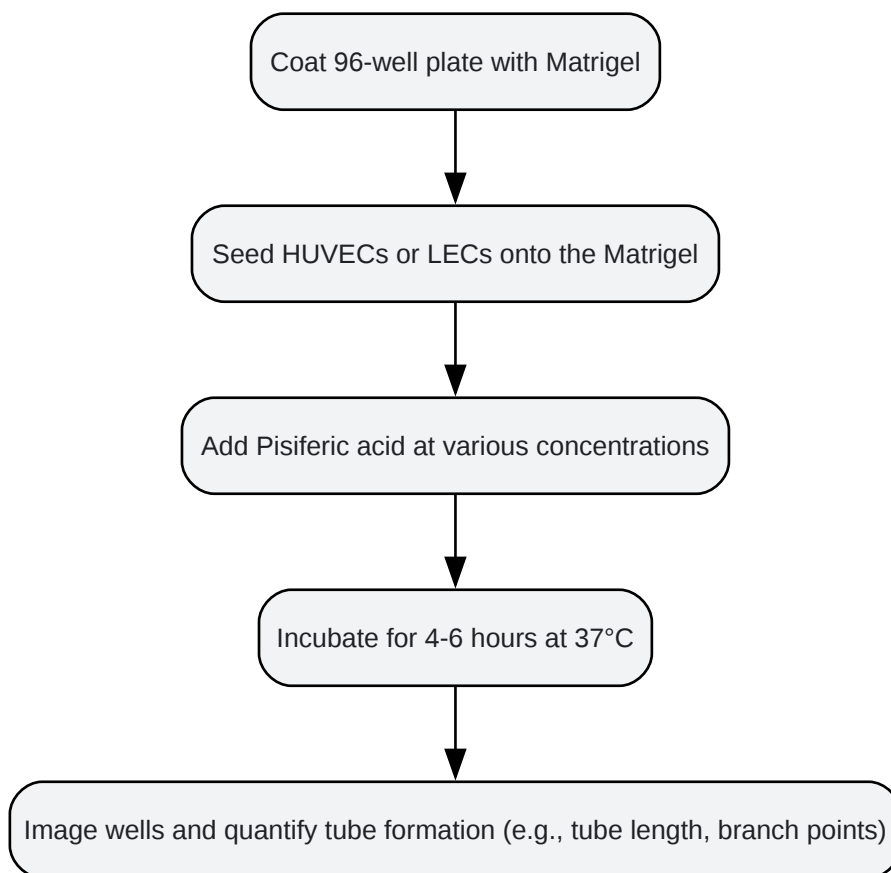 Coat 96-well plate with Matrigel
Seed HUVECs or LECs onto the Matrigel
Add Pisiferic acid at various concentrations
Incubate for 4-6 hours at 37°C
Image wells and quantify tube formation (e.g., tube length, branch points)